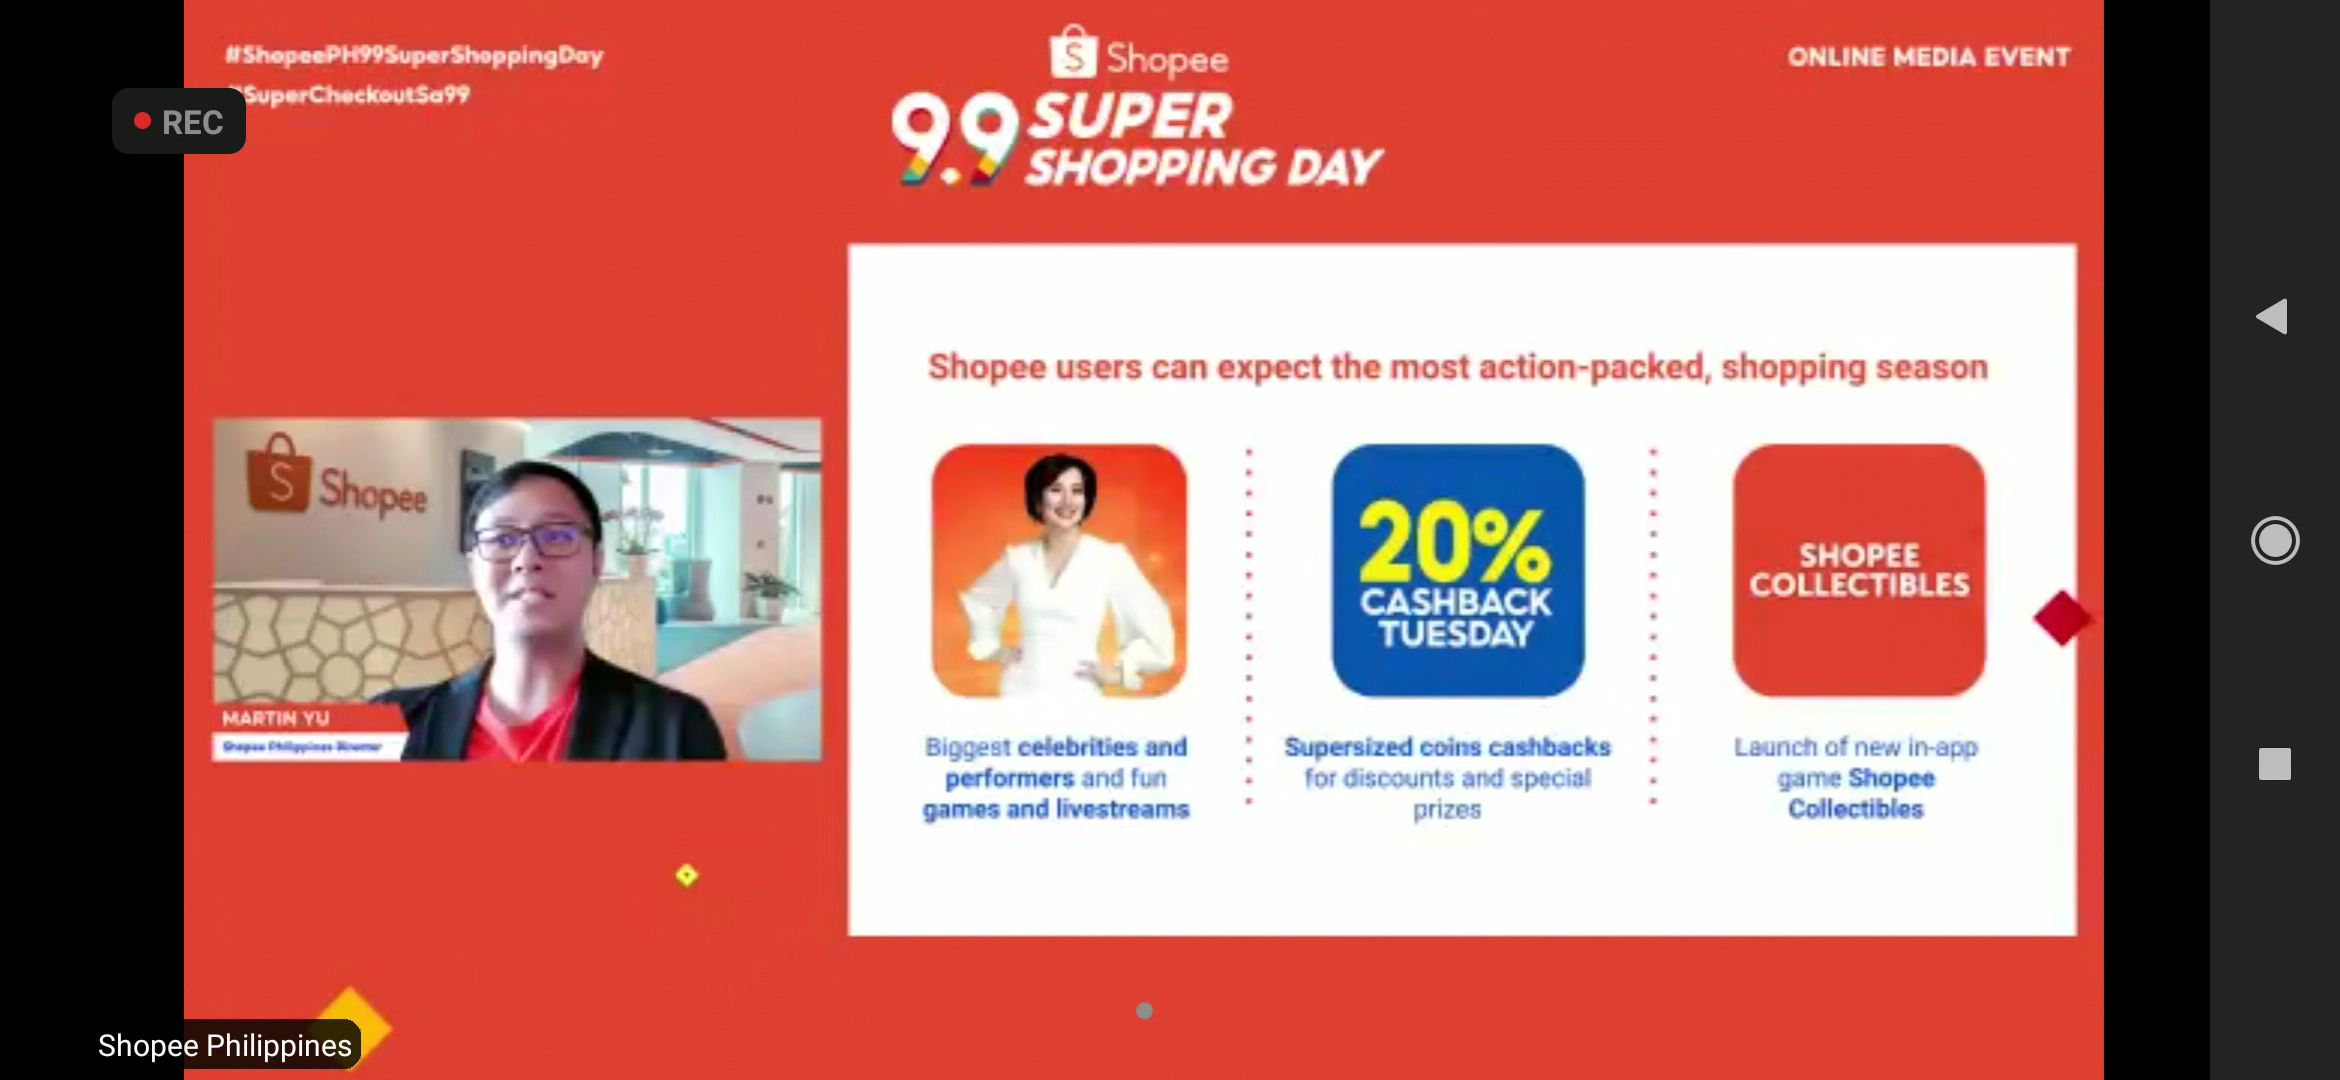 #ShopeePH99SuperShoppingDay
#SuperCheckoutSa99
REC
Shopee
9.9 SUPER
SHOPPING DAY
ONLINE MEDIA EVENT
Shopee users can expect the most action-packed, shopping season
Shopee
MARTIN YU
Shopee Philippines Director
Biggest celebrities and
performers and fun
games and livestreams
20%
CASHBACK
TUESDAY
Supersized coins cashbacks
for discounts and special
prizes
SHOPEE
COLLECTIBLES
Launch of new in-app
game Shopee
Collectibles
Shopee Philippines